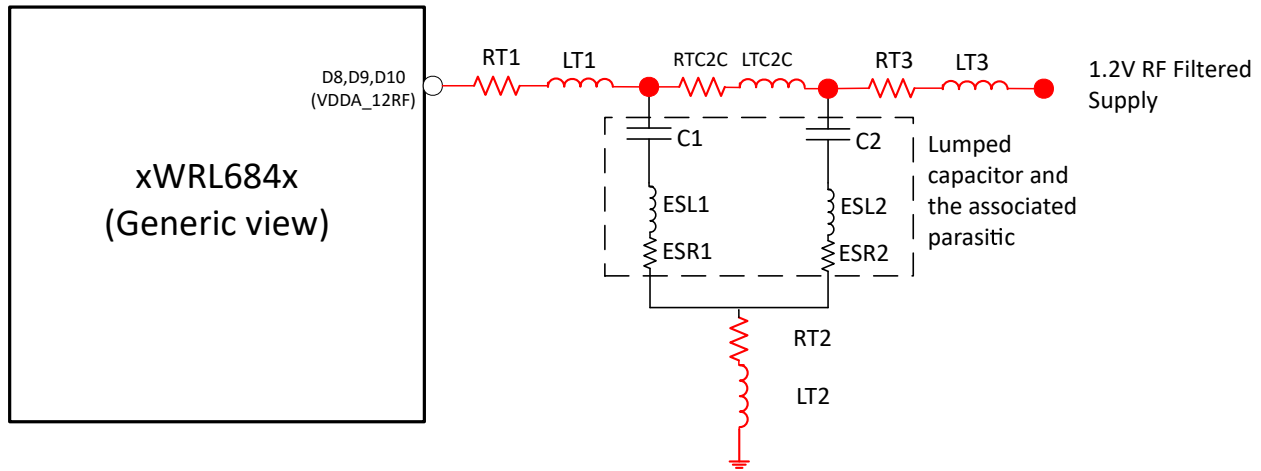 RT1
LT1
RTC2C
LTC2C
RT3
LT3
1.2V RF Filtered
Supply
D8,D9,D10
(VDDA_12RF)
xWRL684x
(Generic view)
C1
C2
ESL1
ESL2
ESR1
ESR2
Lumped
capacitor and
the associated
parasitic
RT2
LT2